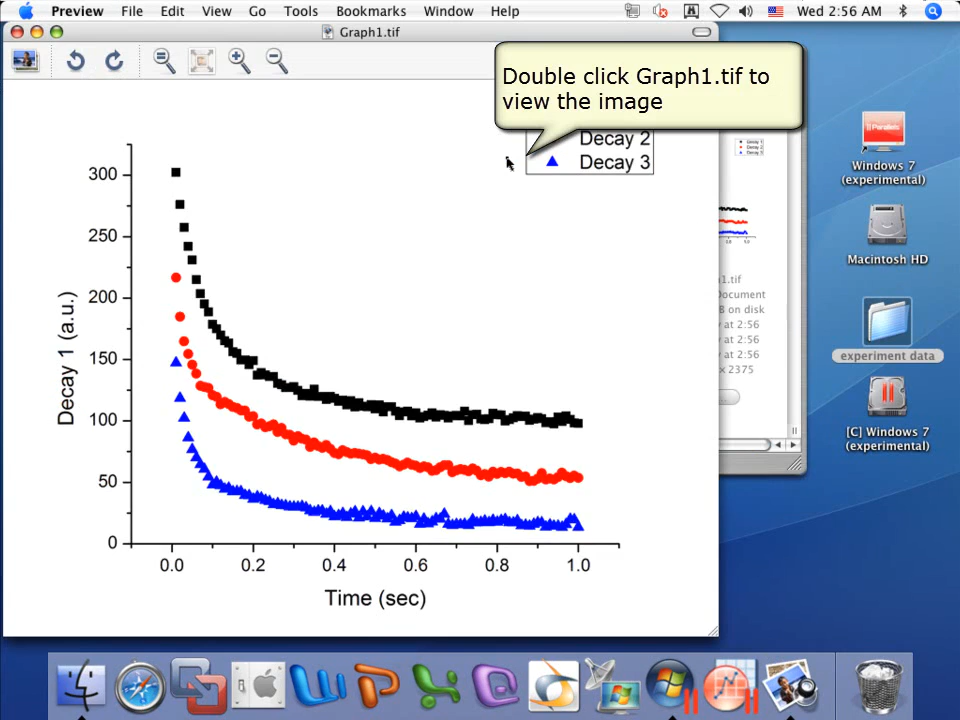 Preview File Edit View Go Tools Bookmarks Window Help Wed 2:56 AM
Graph1.tif
Double click Graph1.tif to
view the image
Decay 2
Decay 3
300
250
200
150
100
50
0
0.0 0.2 0.4 0.6 0.8 1.0
Decay 1 (a.u.)
Time (sec)
Parallels
Windows 7
(experimental)
Macintosh HD
experiment data
[C] Windows 7
(experimental)
1.tif
Document
B on disk
y at 2:56
y at 2:56
y at 2:56
× 2375